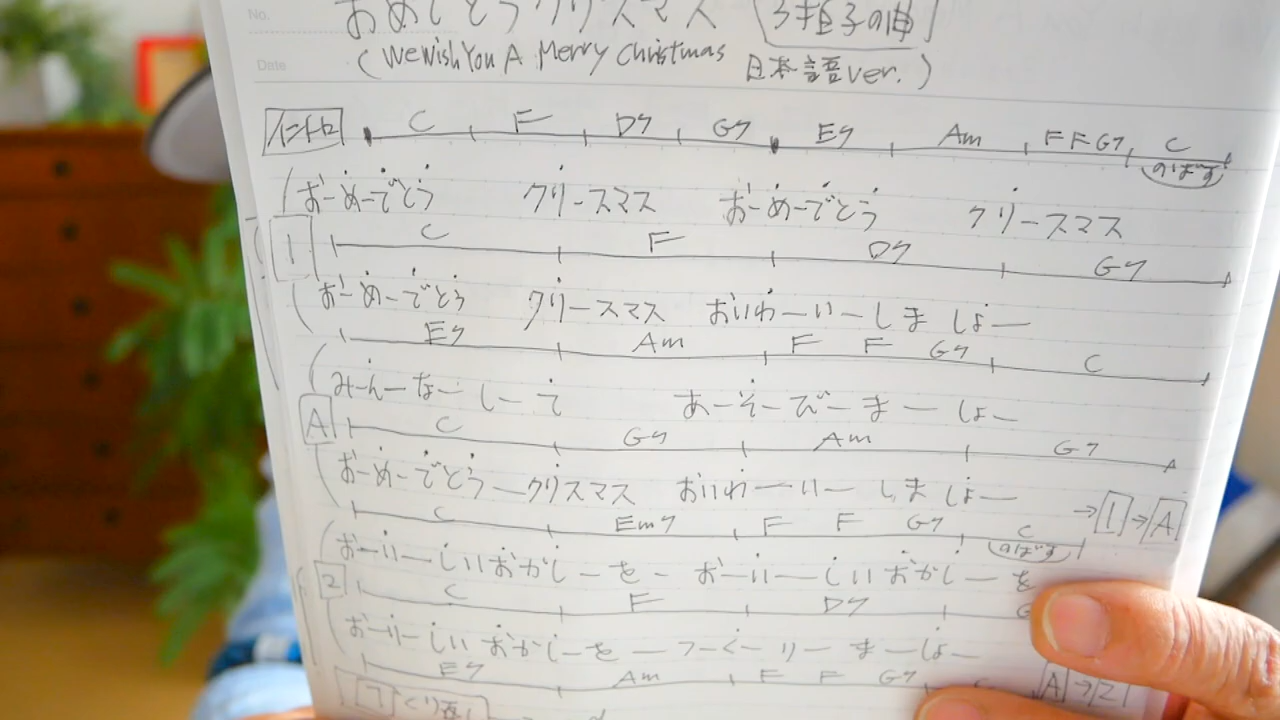 No.
おめでとうクリスマス [3拍子の曲]
Date
(We Wish You A Merry Christmas 日本語ver.)
イントロ C F D7 G7 E7 Am F F G7 C
のばす
おーめーでとう クリースマス おーめーでとう クリースマス
1 C F D7 G7
おーめーでとう クリースマス おいわーいーしましょー
E7 Am F F G7 C
みーんーなーしーて あーそーびーまーしょー
A C G7 Am G7
おーめーでとうークリスマス おいわーいーしましょー
C Em7 F F G7 C →1→A
のばす
おーいーしいおかしーを- おーいーしいおかしーを
2 C F D7
おーいーしいおかしーをーつーくーりーまーしょー
E7 Am F F G7
A→2
1くり返し